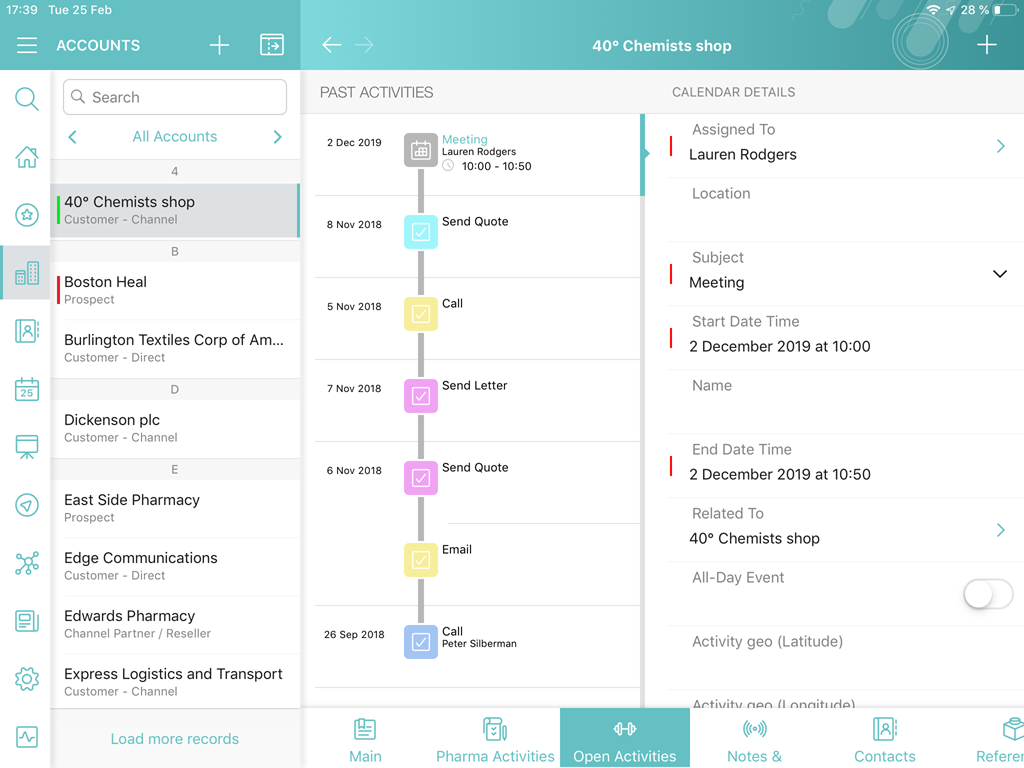 17:39 Tue 25 Feb
28 %
ACCOUNTS
40° Chemists shop
Search
All Accounts
4
40° Chemists shop
Customer - Channel
B
Boston Heal
Prospect
Burlington Textiles Corp of Am...
Customer - Direct
D
Dickenson plc
Customer - Channel
E
East Side Pharmacy
Prospect
Edge Communications
Customer - Direct
Edwards Pharmacy
Channel Partner / Reseller
Express Logistics and Transport
Customer - Channel
Load more records
25
PAST ACTIVITIES
2 Dec 2019
Meeting
Lauren Rodgers
10:00 - 10:50
8 Nov 2018
Send Quote
5 Nov 2018
Call
7 Nov 2018
Send Letter
6 Nov 2018
Send Quote
Email
26 Sep 2018
Call
Peter Silberman
CALENDAR DETAILS
Assigned To
Lauren Rodgers
Location
Subject
Meeting
Start Date Time
2 December 2019 at 10:00
Name
End Date Time
2 December 2019 at 10:50
Related To
40° Chemists shop
All-Day Event
Activity geo (Latitude)
Activity geo (Longitude)
Main
Pharma Activities
Open Activities
Notes &
Contacts
Referen